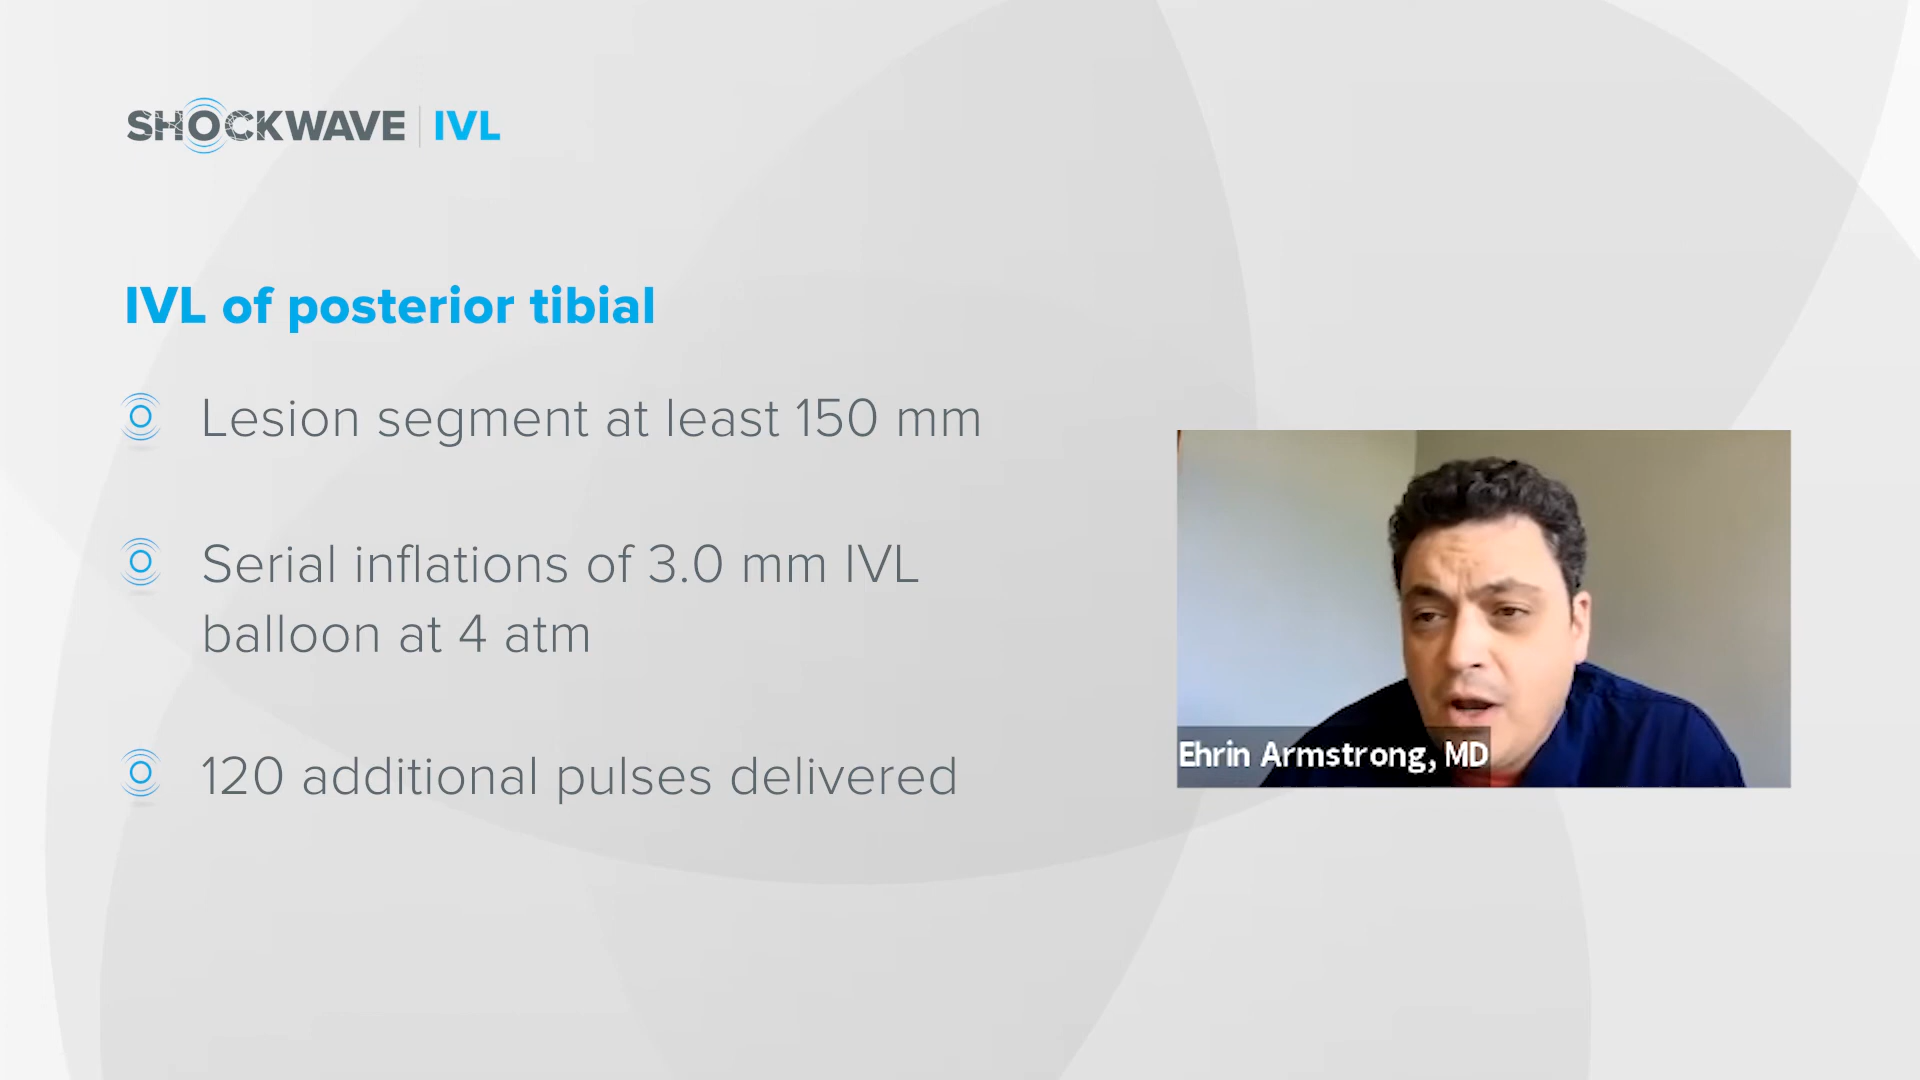 SHOCKWAVE | IVL
IVL of posterior tibial
Lesion segment at least 150 mm
Serial inflations of 3.0 mm IVL
balloon at 4 atm
120 additional pulses delivered
Ehrin Armstrong, MD